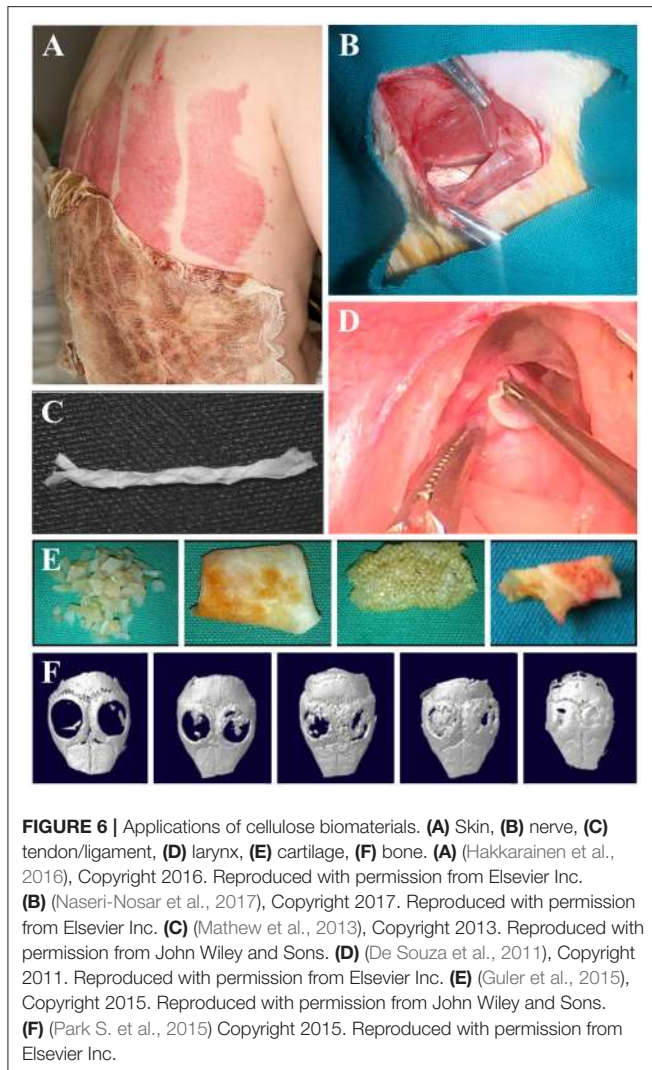 A
B
C
D
E
F
FIGURE 6 | Applications of cellulose biomaterials. (A) Skin, (B) nerve, (C)
tendon/ligament, (D) larynx, (E) cartilage, (F) bone. (A) (Hakkarainen et al.,
2016), Copyright 2016. Reproduced with permission from Elsevier Inc.
(B) (Naseri-Nosar et al., 2017), Copyright 2017. Reproduced with permission
from Elsevier Inc. (C) (Mathew et al., 2013), Copyright 2013. Reproduced with
permission from John Wiley and Sons. (D) (De Souza et al., 2011), Copyright
2011. Reproduced with permission from Elsevier Inc. (E) (Guler et al., 2015),
Copyright 2015. Reproduced with permission from John Wiley and Sons.
(F) (Park S. et al., 2015) Copyright 2015. Reproduced with permission from
Elsevier Inc.